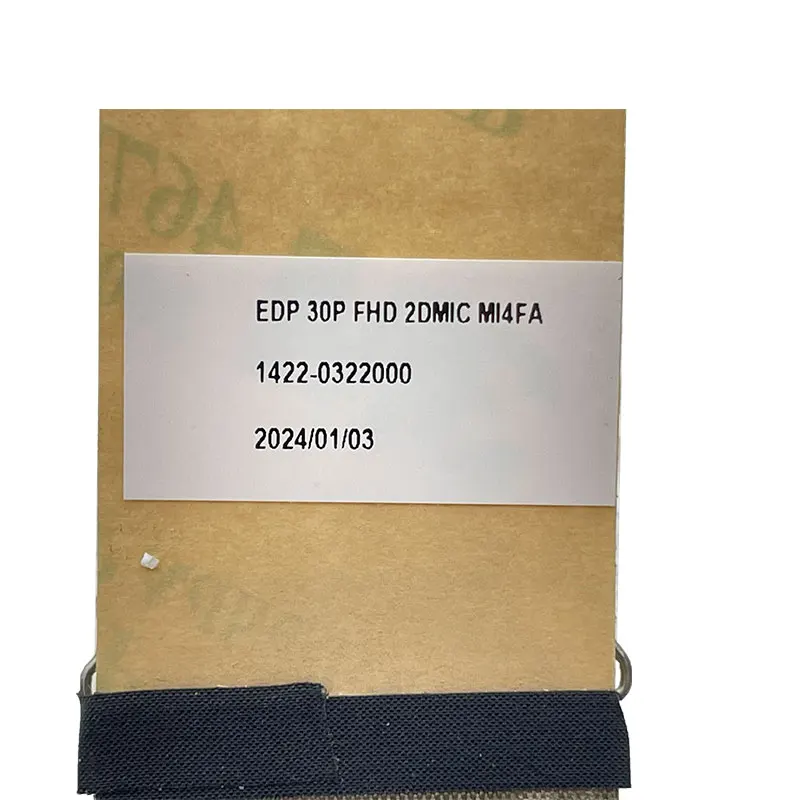 EDP 30P FHD 2DMIC MI4FA
1422-0322000
2024/01/03